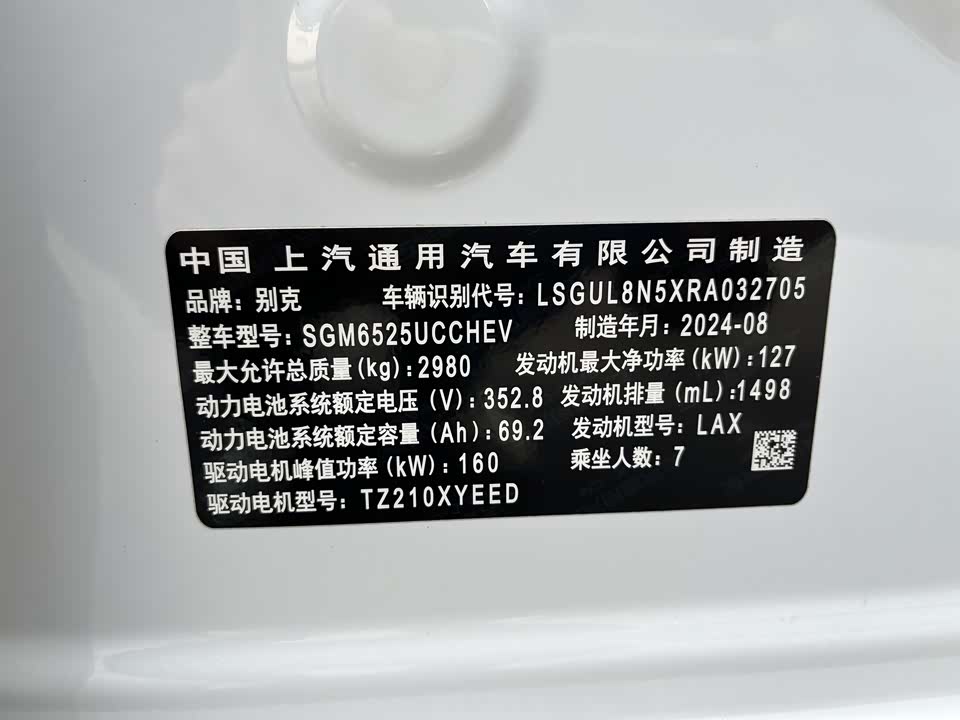 中国 上汽通用汽车有限公司制造
品牌：别克 车辆识别代号：LSGUL8N5XRA032705
整车型号：SGM6525UCCHEV 制造年月：2024-08
最大允许总质量(kg)：2980 发动机最大净功率(kW)：127
动力电池系统额定电压(V)：352.8 发动机排量(mL)：1498
动力电池系统额定容量(Ah)：69.2 发动机型号：LAX
驱动电机峰值功率(kW)：160 乘坐人数：7
驱动电机型号：TZ210XYEED